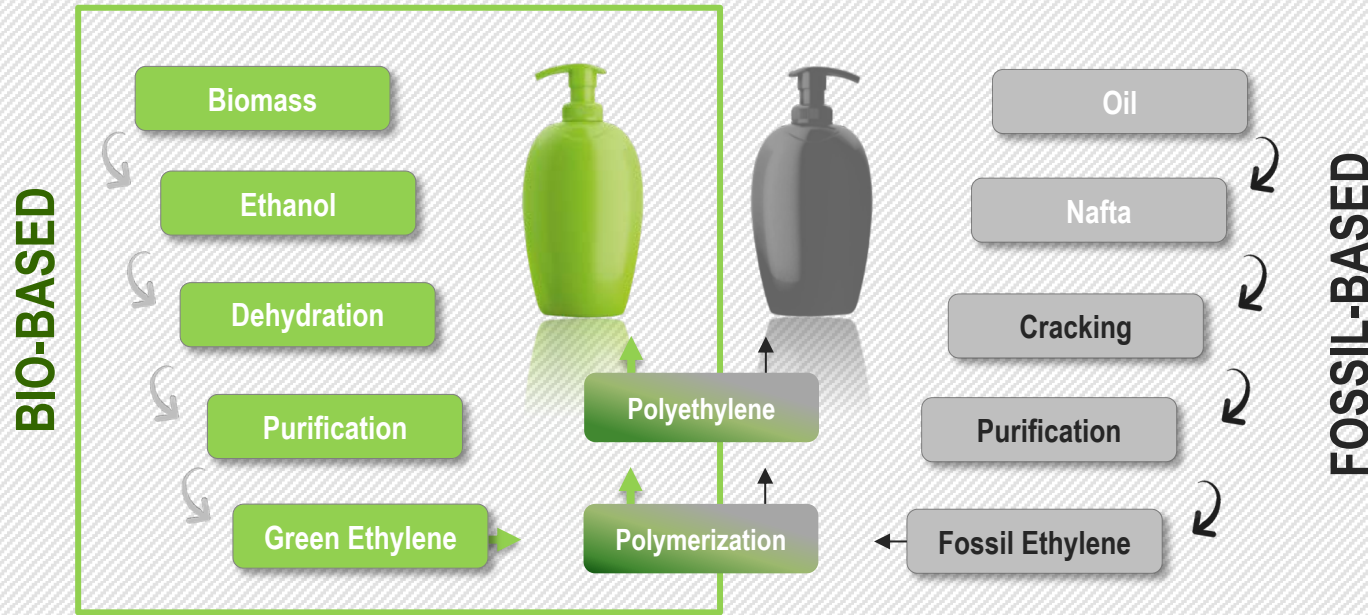 BIO-BASED
Biomass
Ethanol
Dehydration
Purification
Green Ethylene
Polyethylene
Polymerization
Oil
Nafta
Cracking
Purification
Fossil Ethylene
FOSSIL-BASED